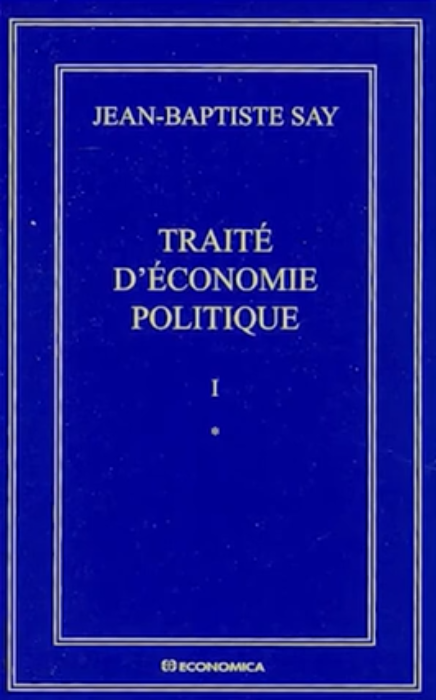 JEAN-BAPTISTE SAY
TRAITÉ
D'ÉCONOMIE
POLITIQUE
I
*
ECONOMICA